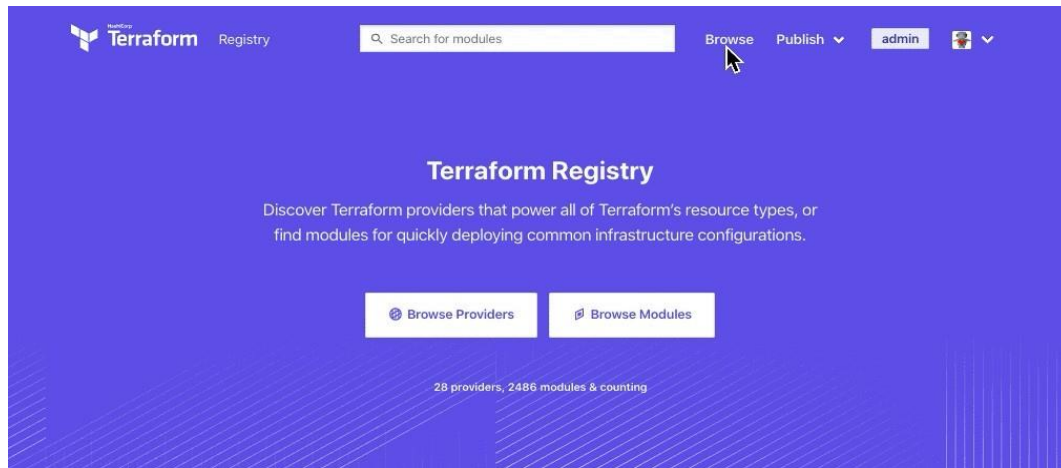 HashiCorp
Terraform Registry
Search for modules
Browse Publish admin
Terraform Registry
Discover Terraform providers that power all of Terraform's resource types, or
find modules for quickly deploying common infrastructure configurations.
Browse Providers Browse Modules
28 providers, 2486 modules & counting